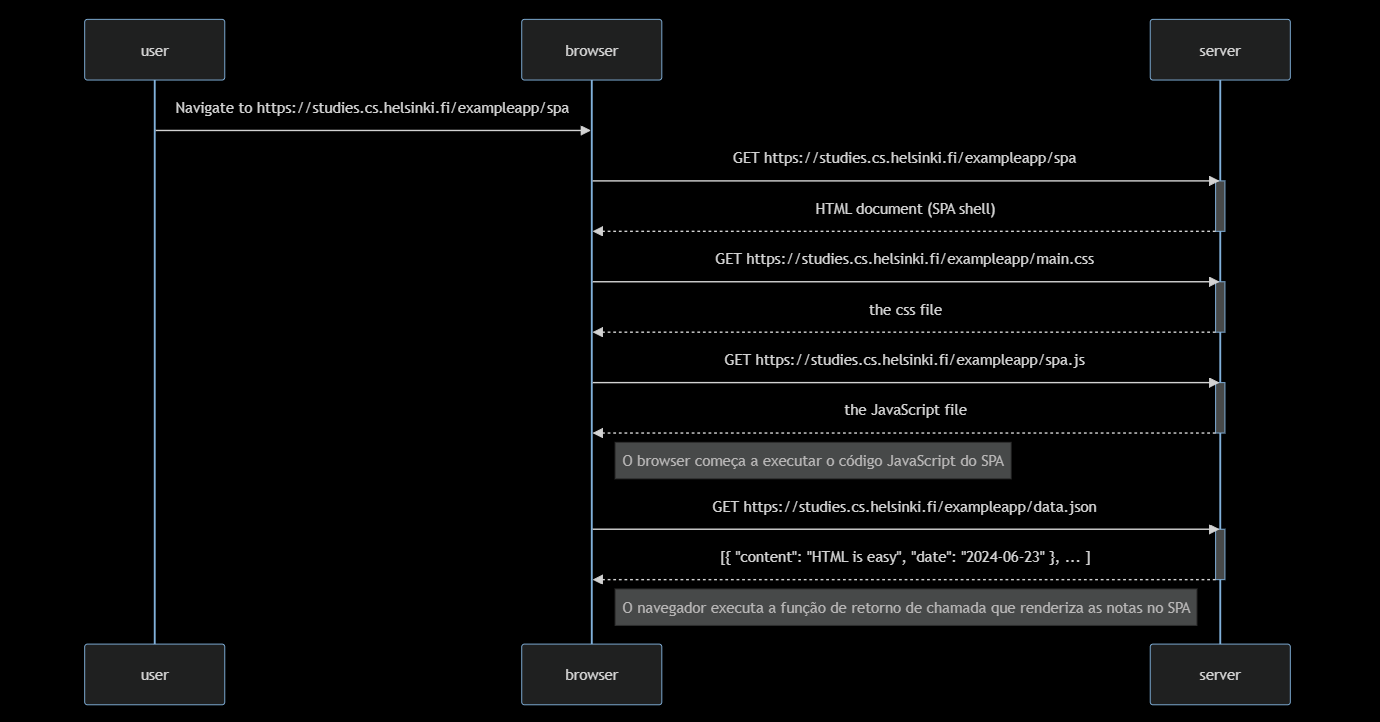 user
browser
server
Navigate to https://studies.cs.helsinki.fi/exampleapp/spa
GET https://studies.cs.helsinki.fi/exampleapp/spa
HTML document (SPA shell)
GET https://studies.cs.helsinki.fi/exampleapp/main.css
the css file
GET https://studies.cs.helsinki.fi/exampleapp/spa.js
the JavaScript file
O browser começa a executar o código JavaScript do SPA
GET https://studies.cs.helsinki.fi/exampleapp/data.json
[{ "content": "HTML is easy", "date": "2024-06-23" }, ... ]
O navegador executa a função de retorno de chamada que renderiza as notas no SPA
user
browser
server